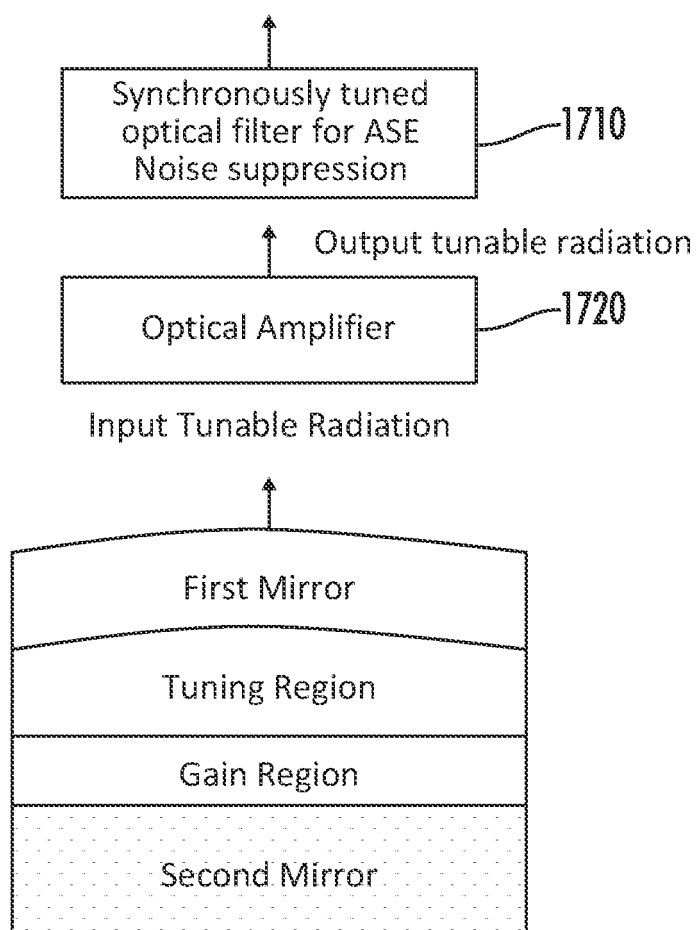 Synchronously tuned
optical filter for ASE
Noise suppression
1710
Output tunable radiation
Optical Amplifier
1720
Input Tunable Radiation
First Mirror
Tuning Region
Gain Region
Second Mirror